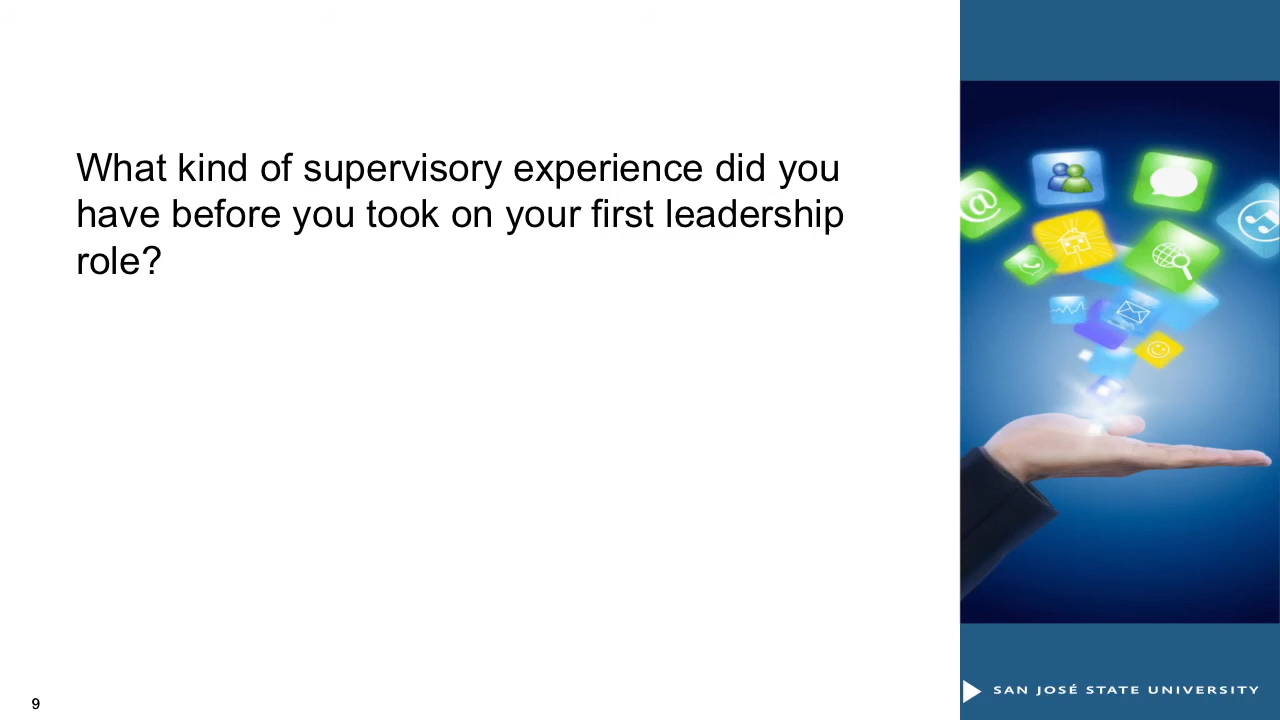 What kind of supervisory experience did you
have before you took on your first leadership
role?
9
SAN JOSÉ STATE UNIVERSITY